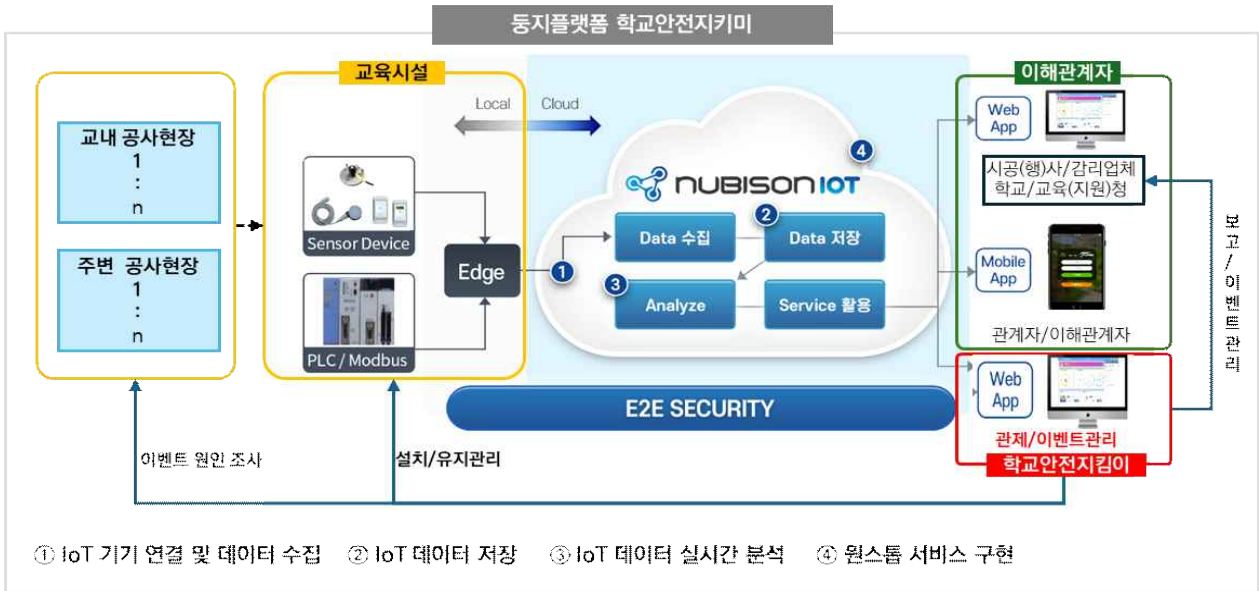 둥지플랫폼 학교안전지키미
교내 공사현장
1
:
n
주변 공사현장
1
:
n
교육시설
Sensor Device
PLC / Modbus
Edge
Local
Cloud
NUBISON IOT
1
Data 수집
2
Data 저장
3
Analyze
Service 활용
4
E2E SECURITY
이해관계자
Web
App
시공(행)사/감리업체
학교/교육(지원)청
Mobile
App
관계자/이해관계자
Web
App
관제/이벤트관리
학교안전지킴이
보고/이벤트관리
이벤트 원인 조사
설치/유지관리
① IoT 기기 연결 및 데이터 수집 ② IoT 데이터 저장 ③ IoT 데이터 실시간 분석 ④ 원스톱 서비스 구현